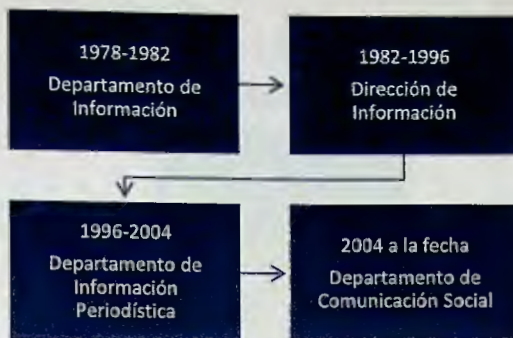 1978-1982
Departamento de
Información
1982-1996
Dirección de
Información
1996-2004
Departamento de
Información
Periodística
2004 a la fecha
Departamento de
Comunicación Social